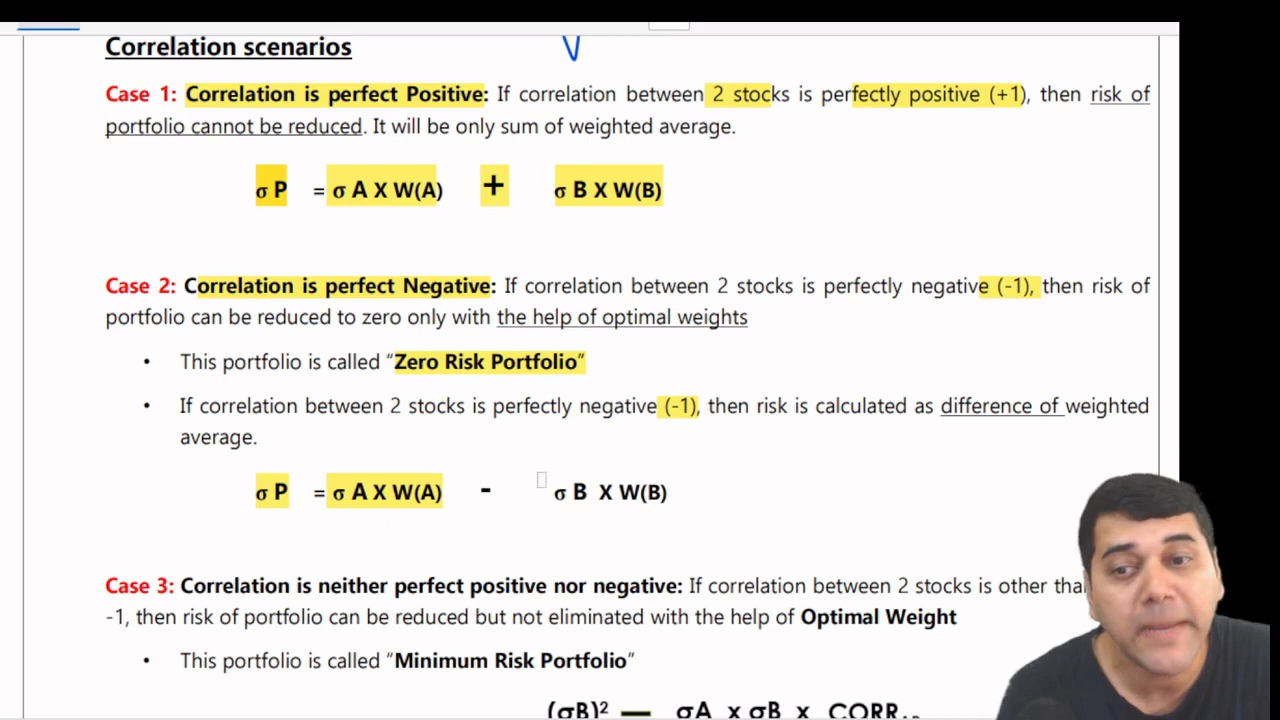 Correlation scenarios
Case 1: Correlation is perfect Positive: If correlation between 2 stocks is perfectly positive (+1), then risk of
portfolio cannot be reduced. It will be only sum of weighted average.
σ P = σ A X W(A) + σ B X W(B)
Case 2: Correlation is perfect Negative: If correlation between 2 stocks is perfectly negative (-1), then risk of
portfolio can be reduced to zero only with the help of optimal weights
• This portfolio is called “Zero Risk Portfolio”
• If correlation between 2 stocks is perfectly negative (-1), then risk is calculated as difference of weighted
average.
σ P = σ A X W(A) - σ B X W(B)
Case 3: Correlation is neither perfect positive nor negative: If correlation between 2 stocks is other
-1, then risk of portfolio can be reduced but not eliminated with the help of Optimal Weight
• This portfolio is called “Minimum Risk Portfolio”
(σB)² — σA x σB x CORR